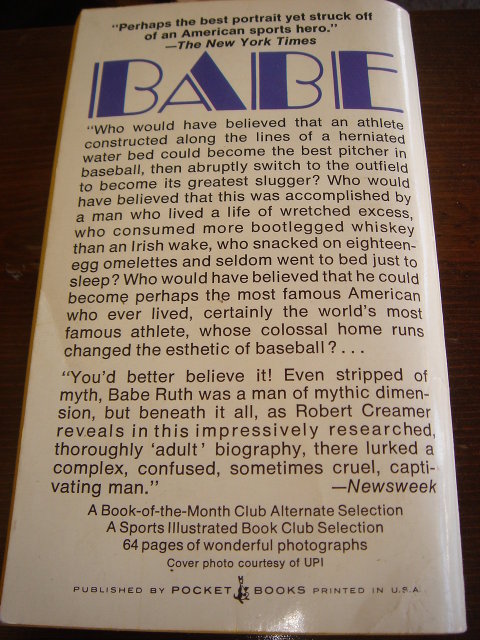 "Perhaps the best portrait yet struck off
of an American sports hero."
—The New York Times
BABE
"Who would have believed that an athlete
constructed along the lines of a herniated
water bed could become the best pitcher in
baseball, then abruptly switch to the outfield
to become its greatest slugger? Who would
have believed that this was accomplished by
a man who lived a life of wretched excess,
who consumed more bootlegged whiskey
than an Irish wake, who snacked on eighteen-
egg omelettes and seldom went to bed just to
sleep? Who would have believed that he could
become perhaps the most famous American
who ever lived, certainly the world's most
famous athlete, whose colossal home runs
changed the esthetic of baseball? . . .
"You'd better believe it! Even stripped of
myth, Babe Ruth was a man of mythic dimen-
sion, but beneath it all, as Robert Creamer
reveals in this impressively researched,
thoroughly 'adult' biography, there lurked a
complex, confused, sometimes cruel, capti-
vating man." —Newsweek
A Book-of-the-Month Club Alternate Selection
A Sports Illustrated Book Club Selection
64 pages of wonderful photographs
Cover photo courtesy of UPI
PUBLISHED BY POCKET BOOKS PRINTED IN U.S.A.